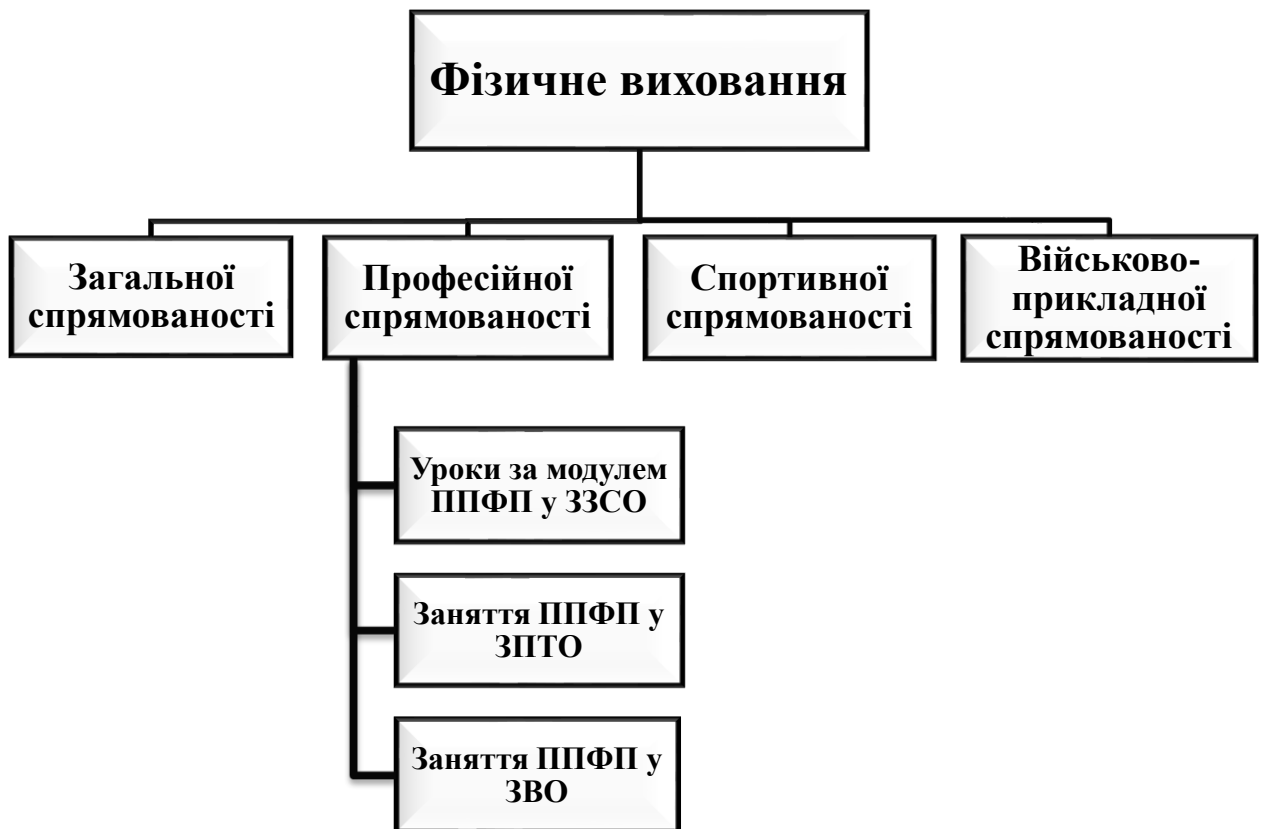 Фізичне виховання
Загальної
спрямованості
Професійної
спрямованості
Спортивної
спрямованості
Військово-
прикладної
спрямованості
Уроки за модулем
ППФП у ЗЗСО
Заняття ППФП у
ЗПТО
Заняття ППФП у
ЗВО